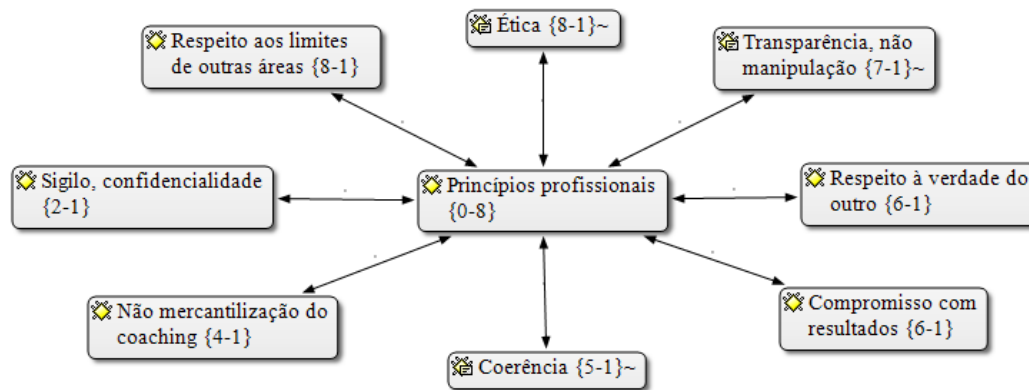 Ética {8-1}~
Respeito aos limites
de outras áreas {8-1}
Transparência, não
manipulação {7-1}~
Sigilo, confidencialidade
{2-1}
Princípios profissionais
{0-8}
Respeito à verdade do
outro {6-1}
Não mercantilização do
coaching {4-1}
Compromisso com
resultados {6-1}
Coerência {5-1}~